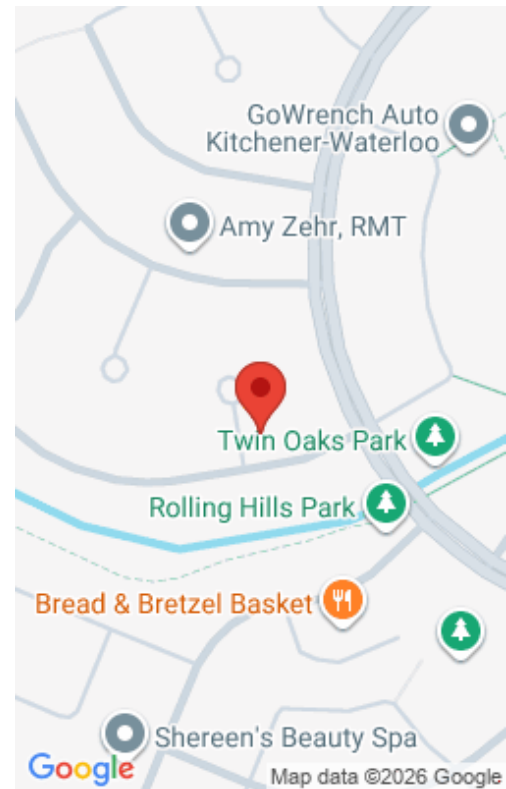 GoWrench Auto
Kitchener-Waterloo
Amy Zehr, RMT
Twin Oaks Park
Rolling Hills Park
Bread & Bretzel Basket
Shereen's Beauty Spa
Google
Map data ©2026 Google